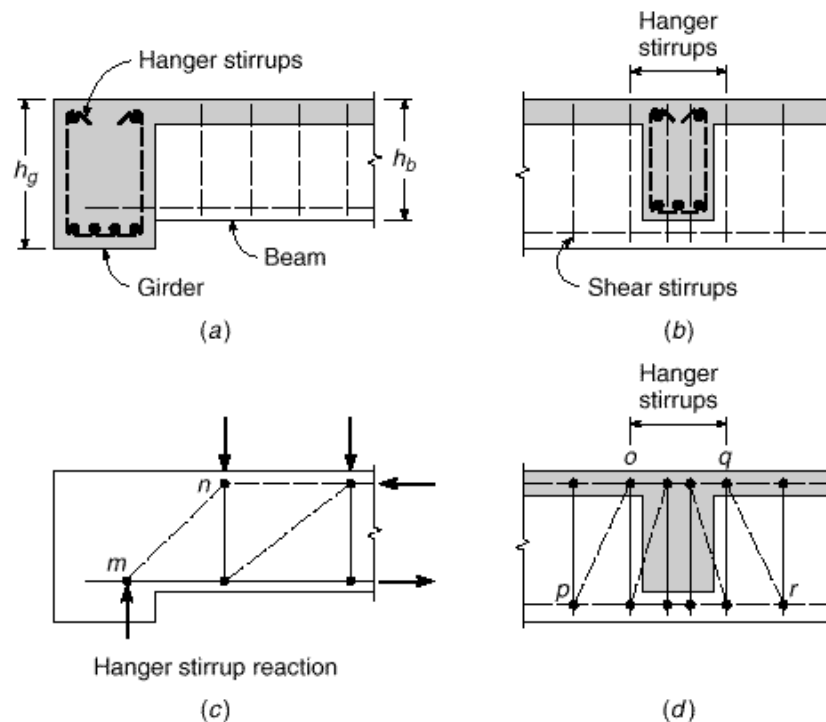 Hanger stirrups
h_g
h_b
Beam
Girder
(a)
Hanger
stirrups
Shear stirrups
(b)
n
m
Hanger stirrup reaction
(c)
Hanger
stirrups
o q
p r
(d)